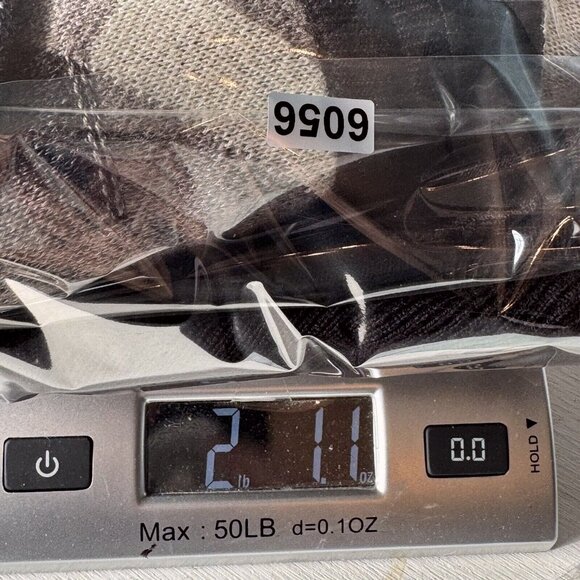 6056
2 lb 1.1 oz
0.0
HOLD ▼
Max : 50LB d=0.1OZ